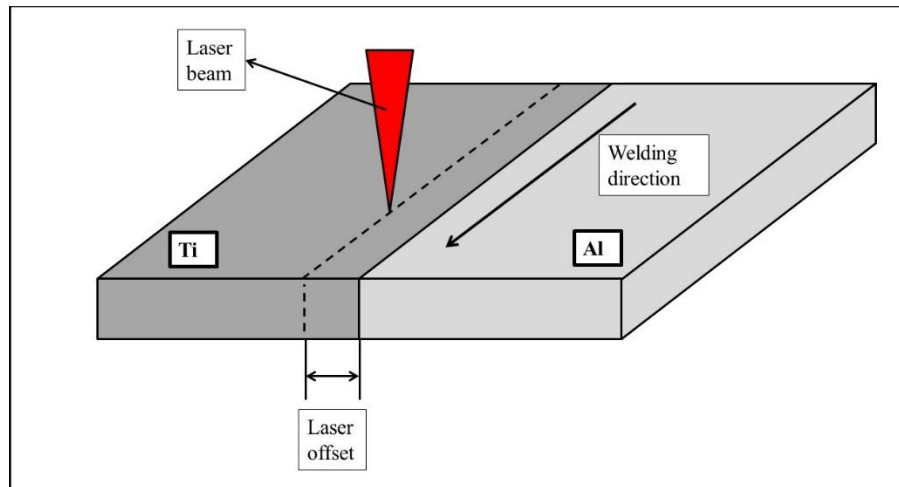 Laser
beam
Welding
direction
Ti
Al
Laser
offset